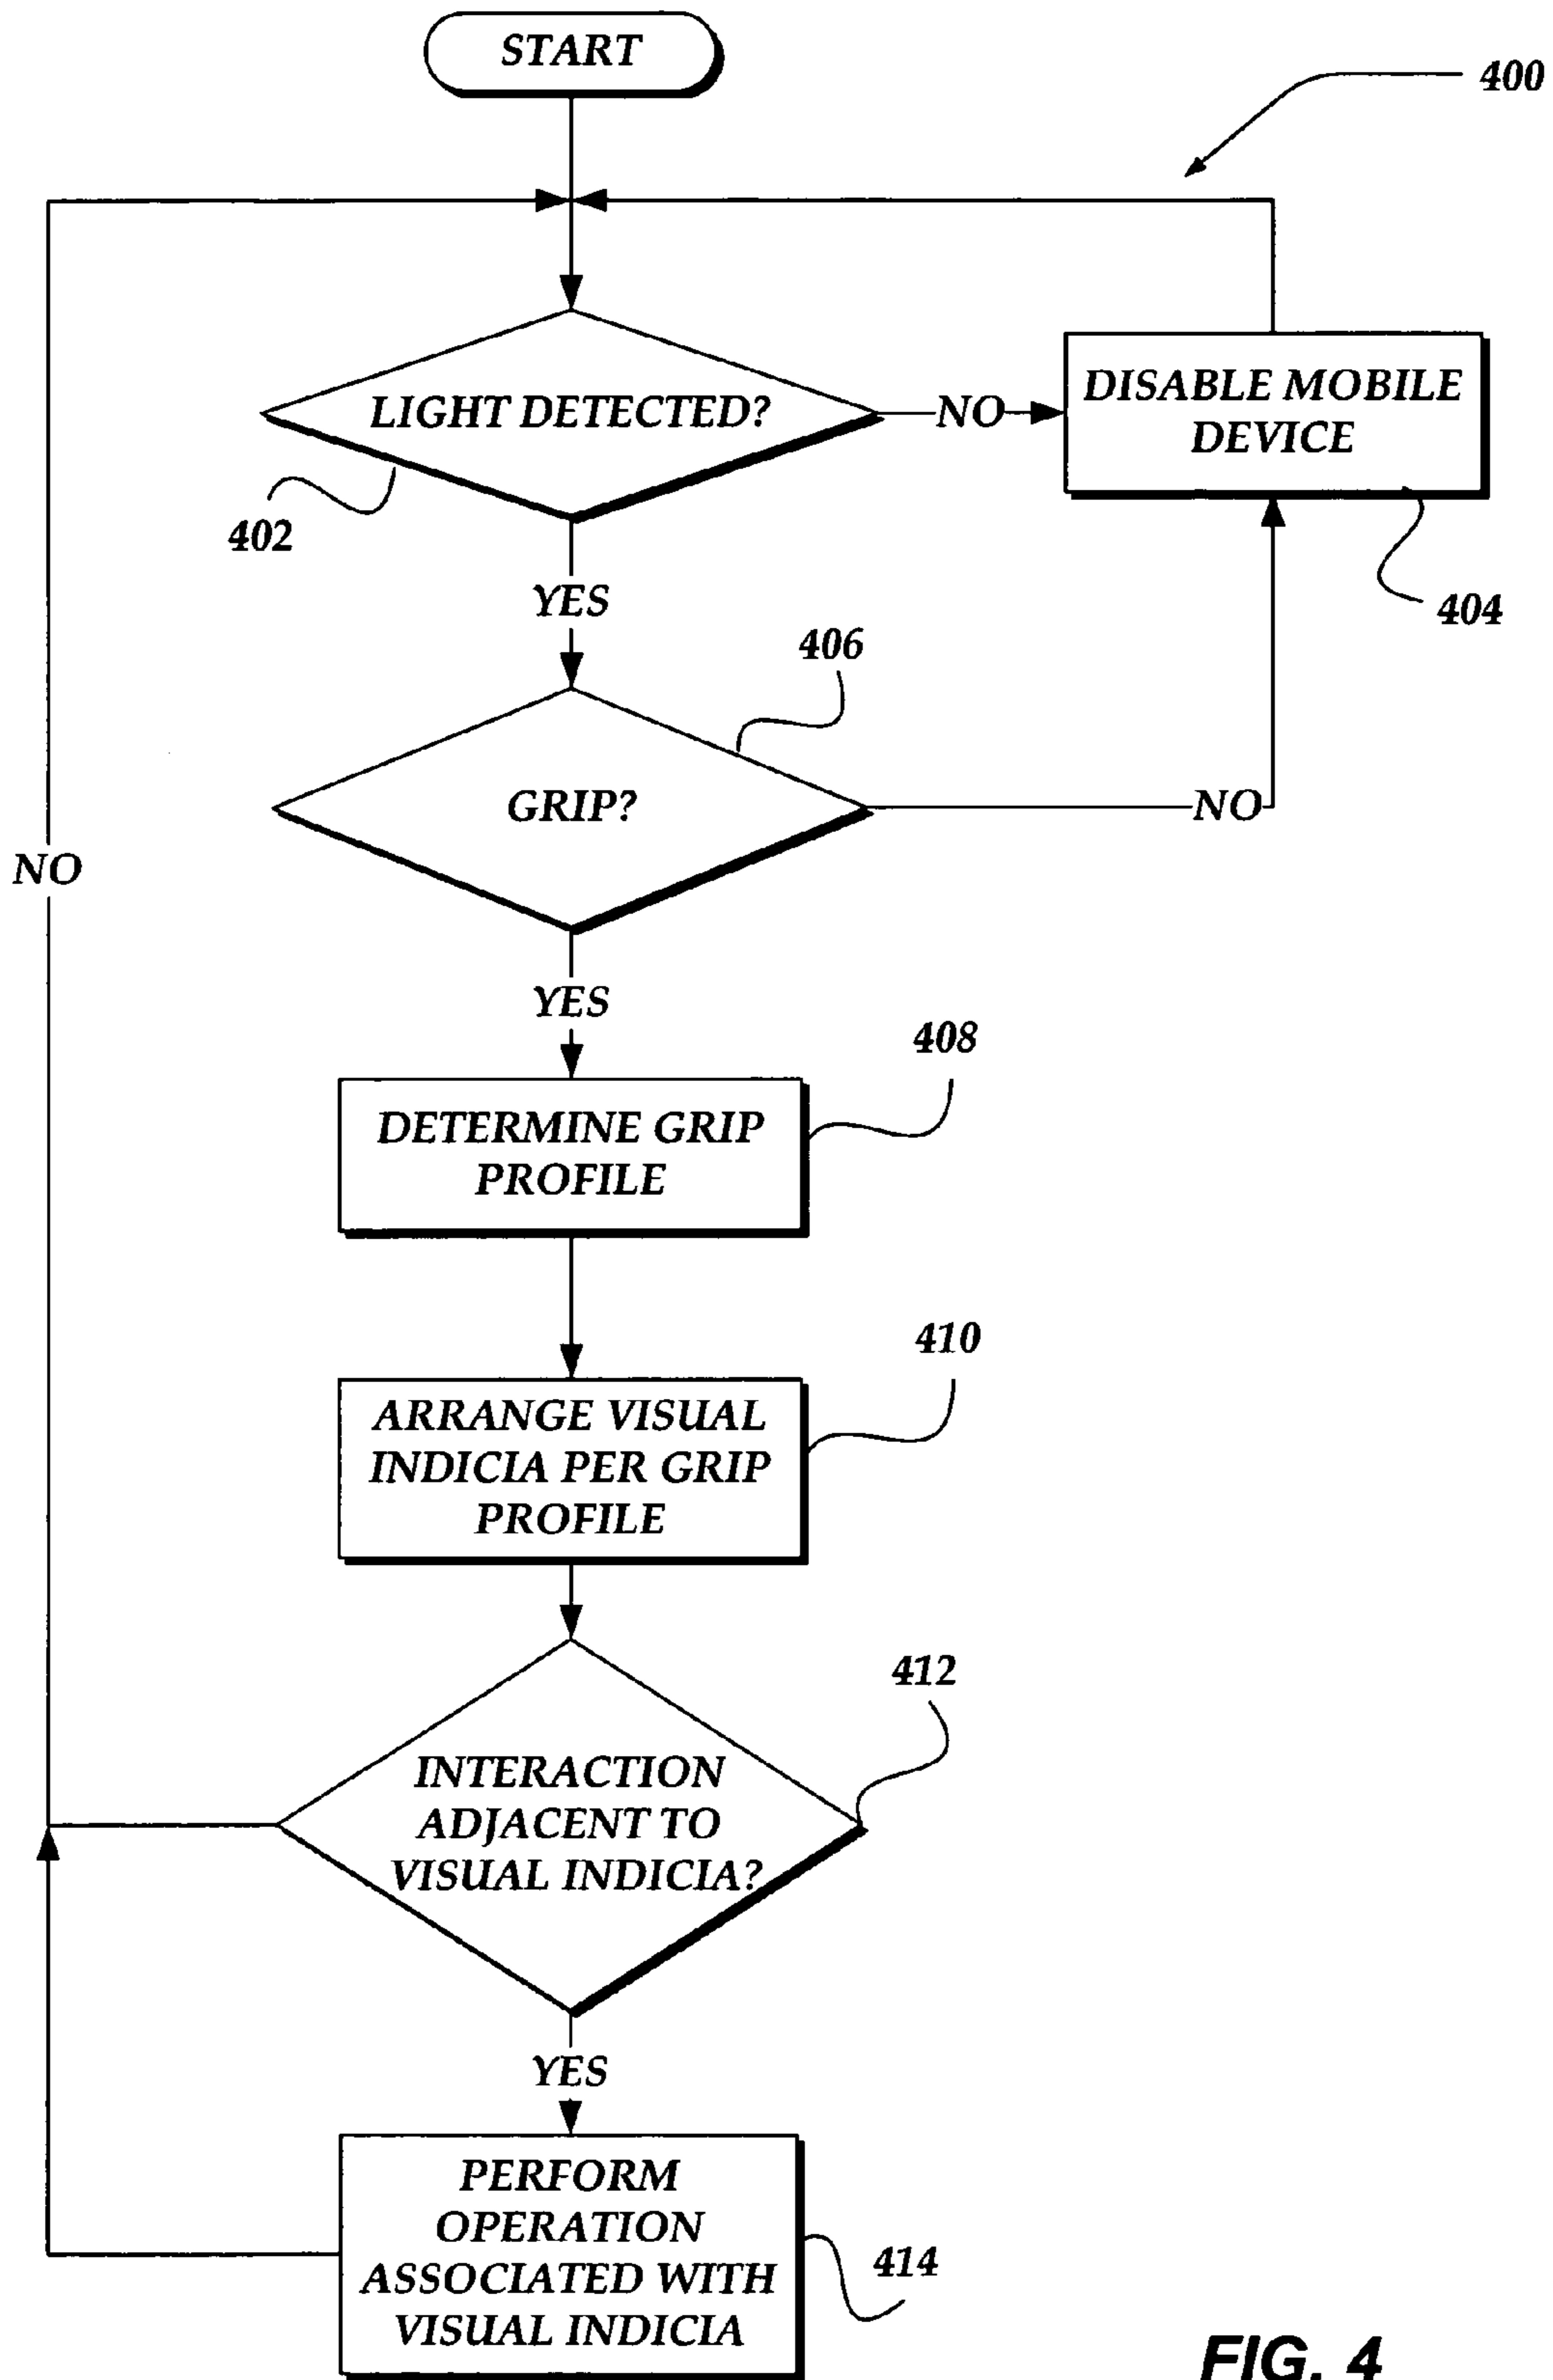 START
400
LIGHT DETECTED?
NO
DISABLE MOBILE
DEVICE
402
404
YES
406
GRIP?
NO
NO
YES
408
DETERMINE GRIP
PROFILE
410
ARRANGE VISUAL
INDICIA PER GRIP
PROFILE
412
INTERACTION
ADJACENT TO
VISUAL INDICIA?
YES
PERFORM
OPERATION
ASSOCIATED WITH
VISUAL INDICIA
414
FIG. 4